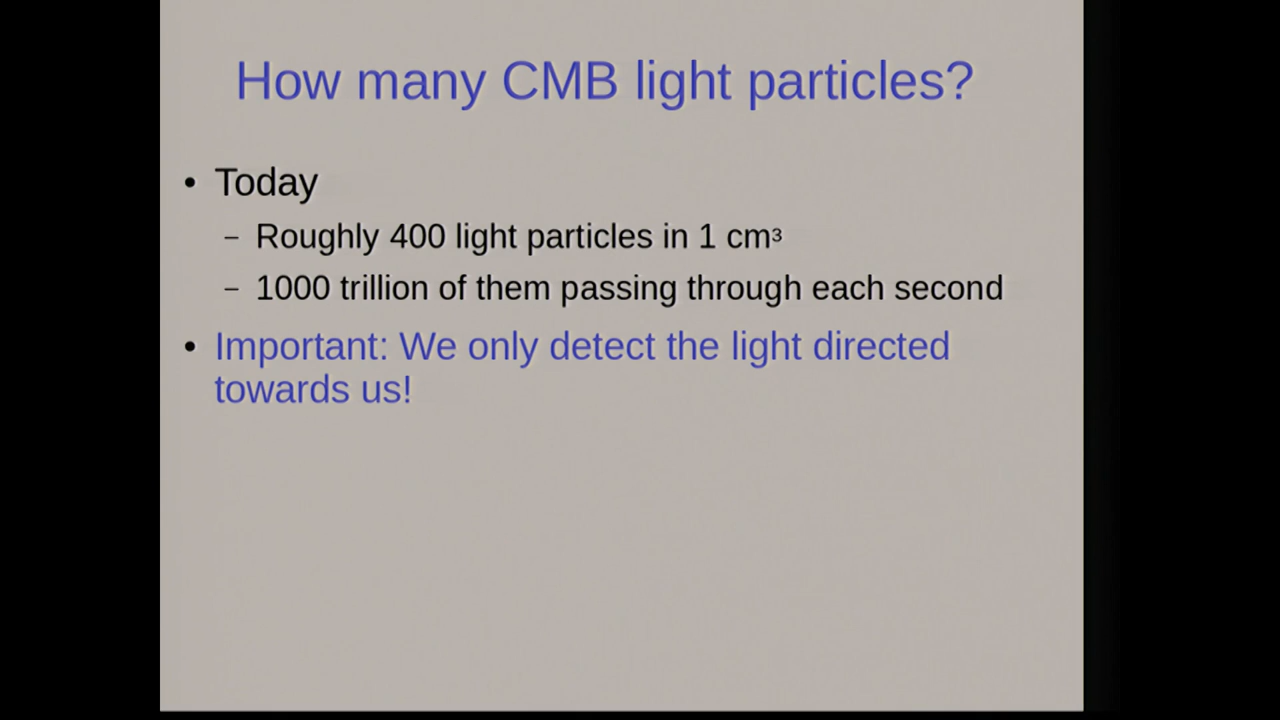 How many CMB light particles?
• Today
– Roughly 400 light particles in 1 cm³
– 1000 trillion of them passing through each second
• Important: We only detect the light directed
towards us!